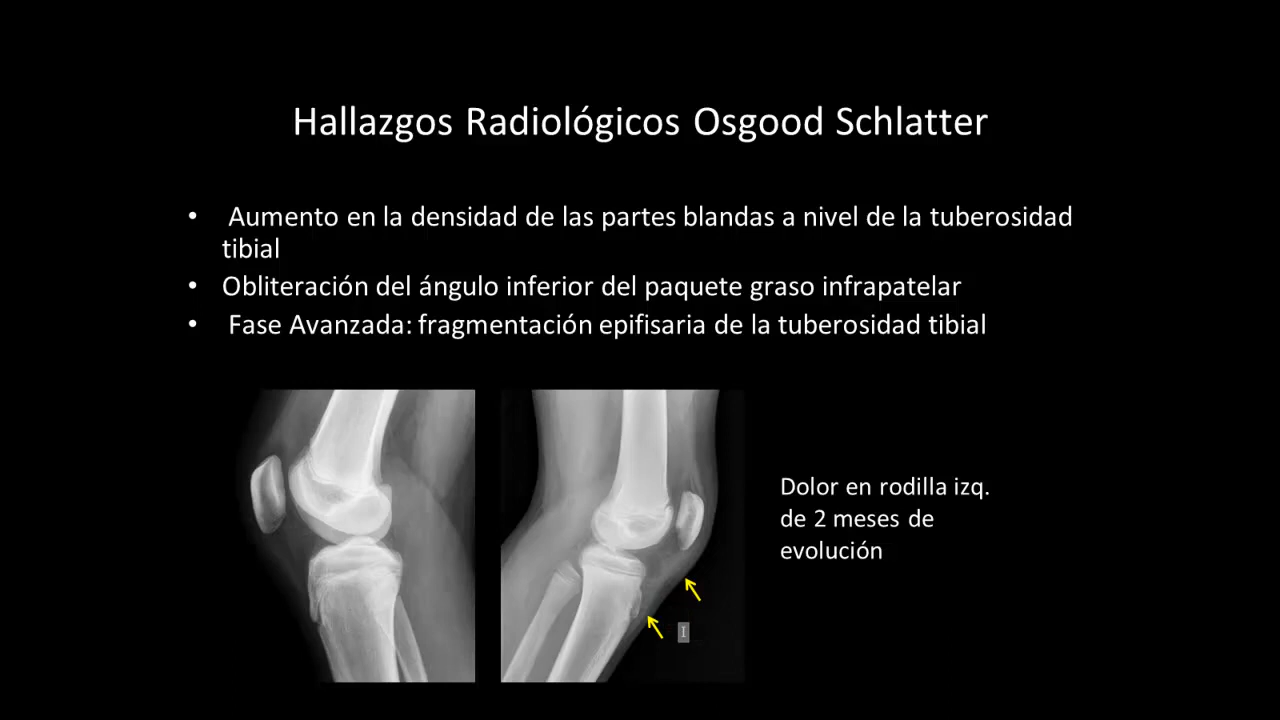 Hallazgos Radiológicos Osgood Schlatter
• Aumento en la densidad de las partes blandas a nivel de la tuberosidad
tibial
• Obliteración del ángulo inferior del paquete graso infrapatelar
• Fase Avanzada: fragmentación epifisaria de la tuberosidad tibial
Dolor en rodilla izq.
de 2 meses de
evolución
I